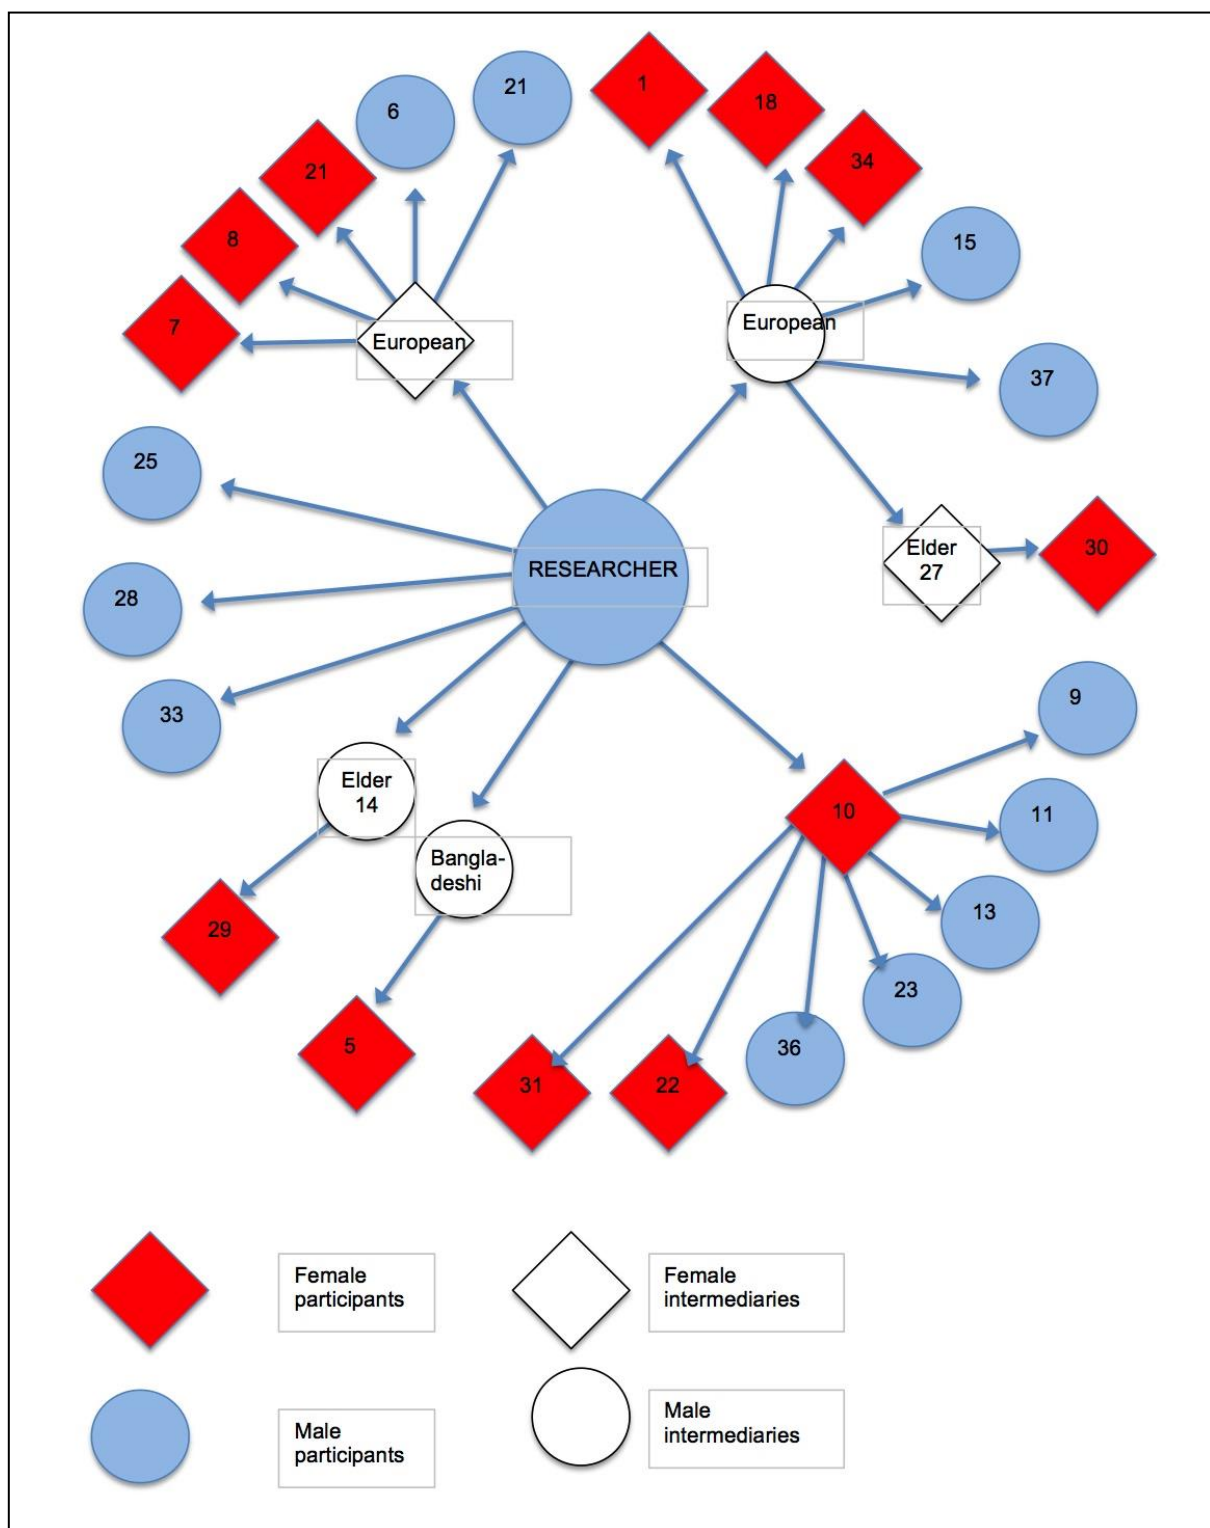 21
1
18
6
34
21
8
15
7
European
European
37
25
Elder
27
30
RESEARCHER
28
9
33
Elder
14
10
11
Bangla-
deshi
13
29
23
5
36
31
22
Female
participants
Female
intermediaries
Male
participants
Male
intermediaries